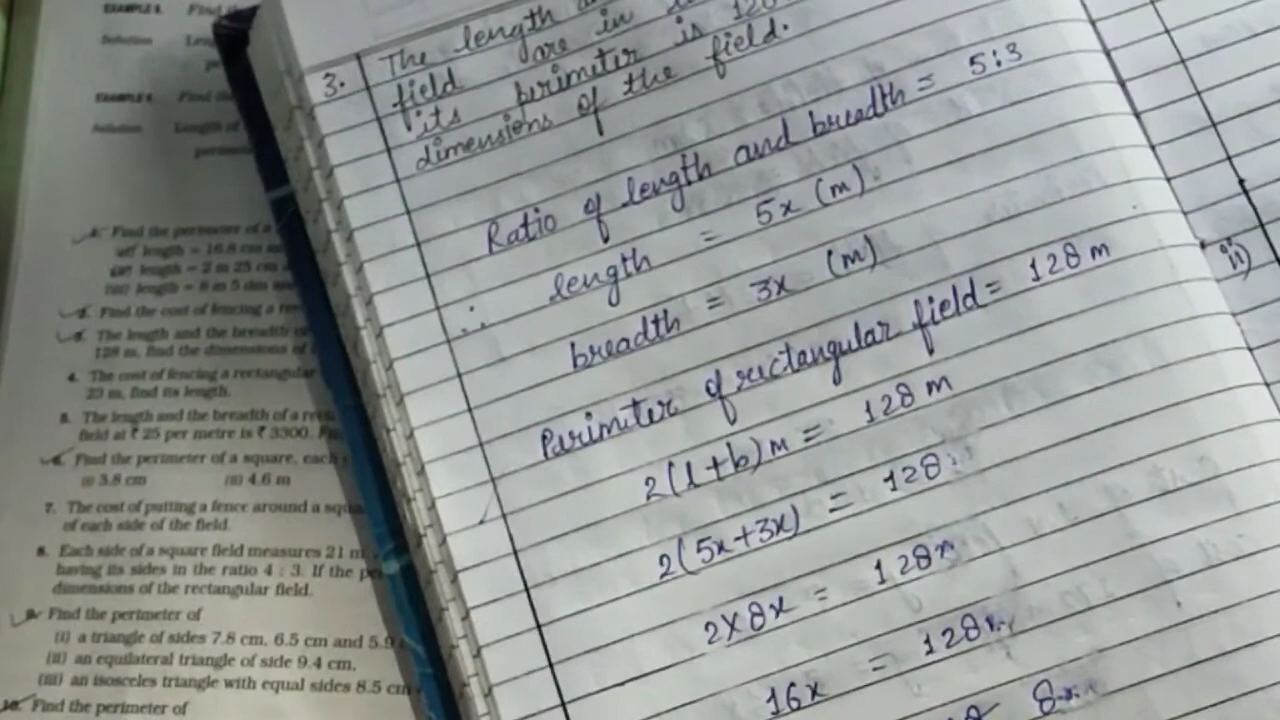 EXAMPLE 8. Find the
Solution
EXAMPLE
Solution Length of
1. Find the perimeter of a
length = 16.8 cm
length = 2 m 25 cm
(iii) length = 8 m 5 dm
Find the cost of fencing a
The length and the breadth of
128 m, find the dimensions of
4. The cost of fencing a rectangular
23 m, find its length.
5. The length and the breadth of a
field at ₹ 25 per metre is ₹ 3300.
6. Find the perimeter of a square, each
(i) 3.8 cm (ii) 4.6 m
7. The cost of putting a fence around a
of each side of the field.
8. Each side of a square field measures 21 m
having its sides in the ratio 4 : 3. If the
dimensions of the rectangular field.
9. Find the perimeter of
(i) a triangle of sides 7.8 cm, 6.5 cm and 5.9
(ii) an equilateral triangle of side 9.4 cm,
(iii) an isosceles triangle with equal sides 8.5 cm
10. Find the perimeter of
3. The length
field are in
its perimeter is 128
dimensions of the field.
Ratio of length and breadth = 5:3
∴ length = 5x (m)
breadth = 3x (m)
Parimiter of rectangular field = 128 m
2(l+b)m = 128 m
2(5x+3x) = 128
2×8x = 128
16x = 128
8
ii)